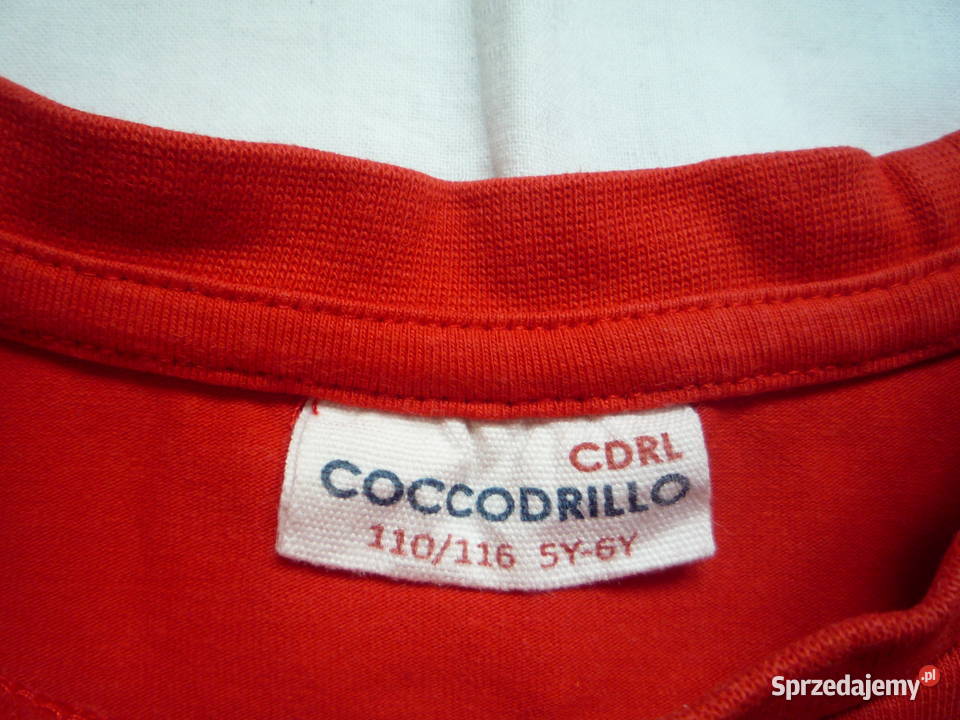 CDRL
COCCODRILLO
110/116 5Y-6Y
Sprzedajemy.pl